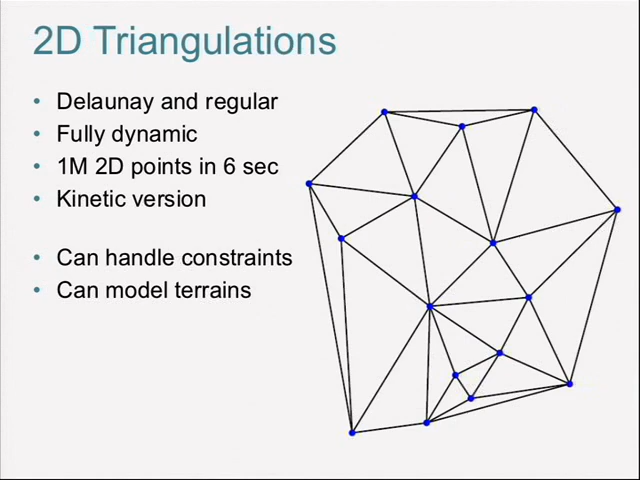 2D Triangulations
• Delaunay and regular
• Fully dynamic
• 1M 2D points in 6 sec
• Kinetic version
• Can handle constraints
• Can model terrains